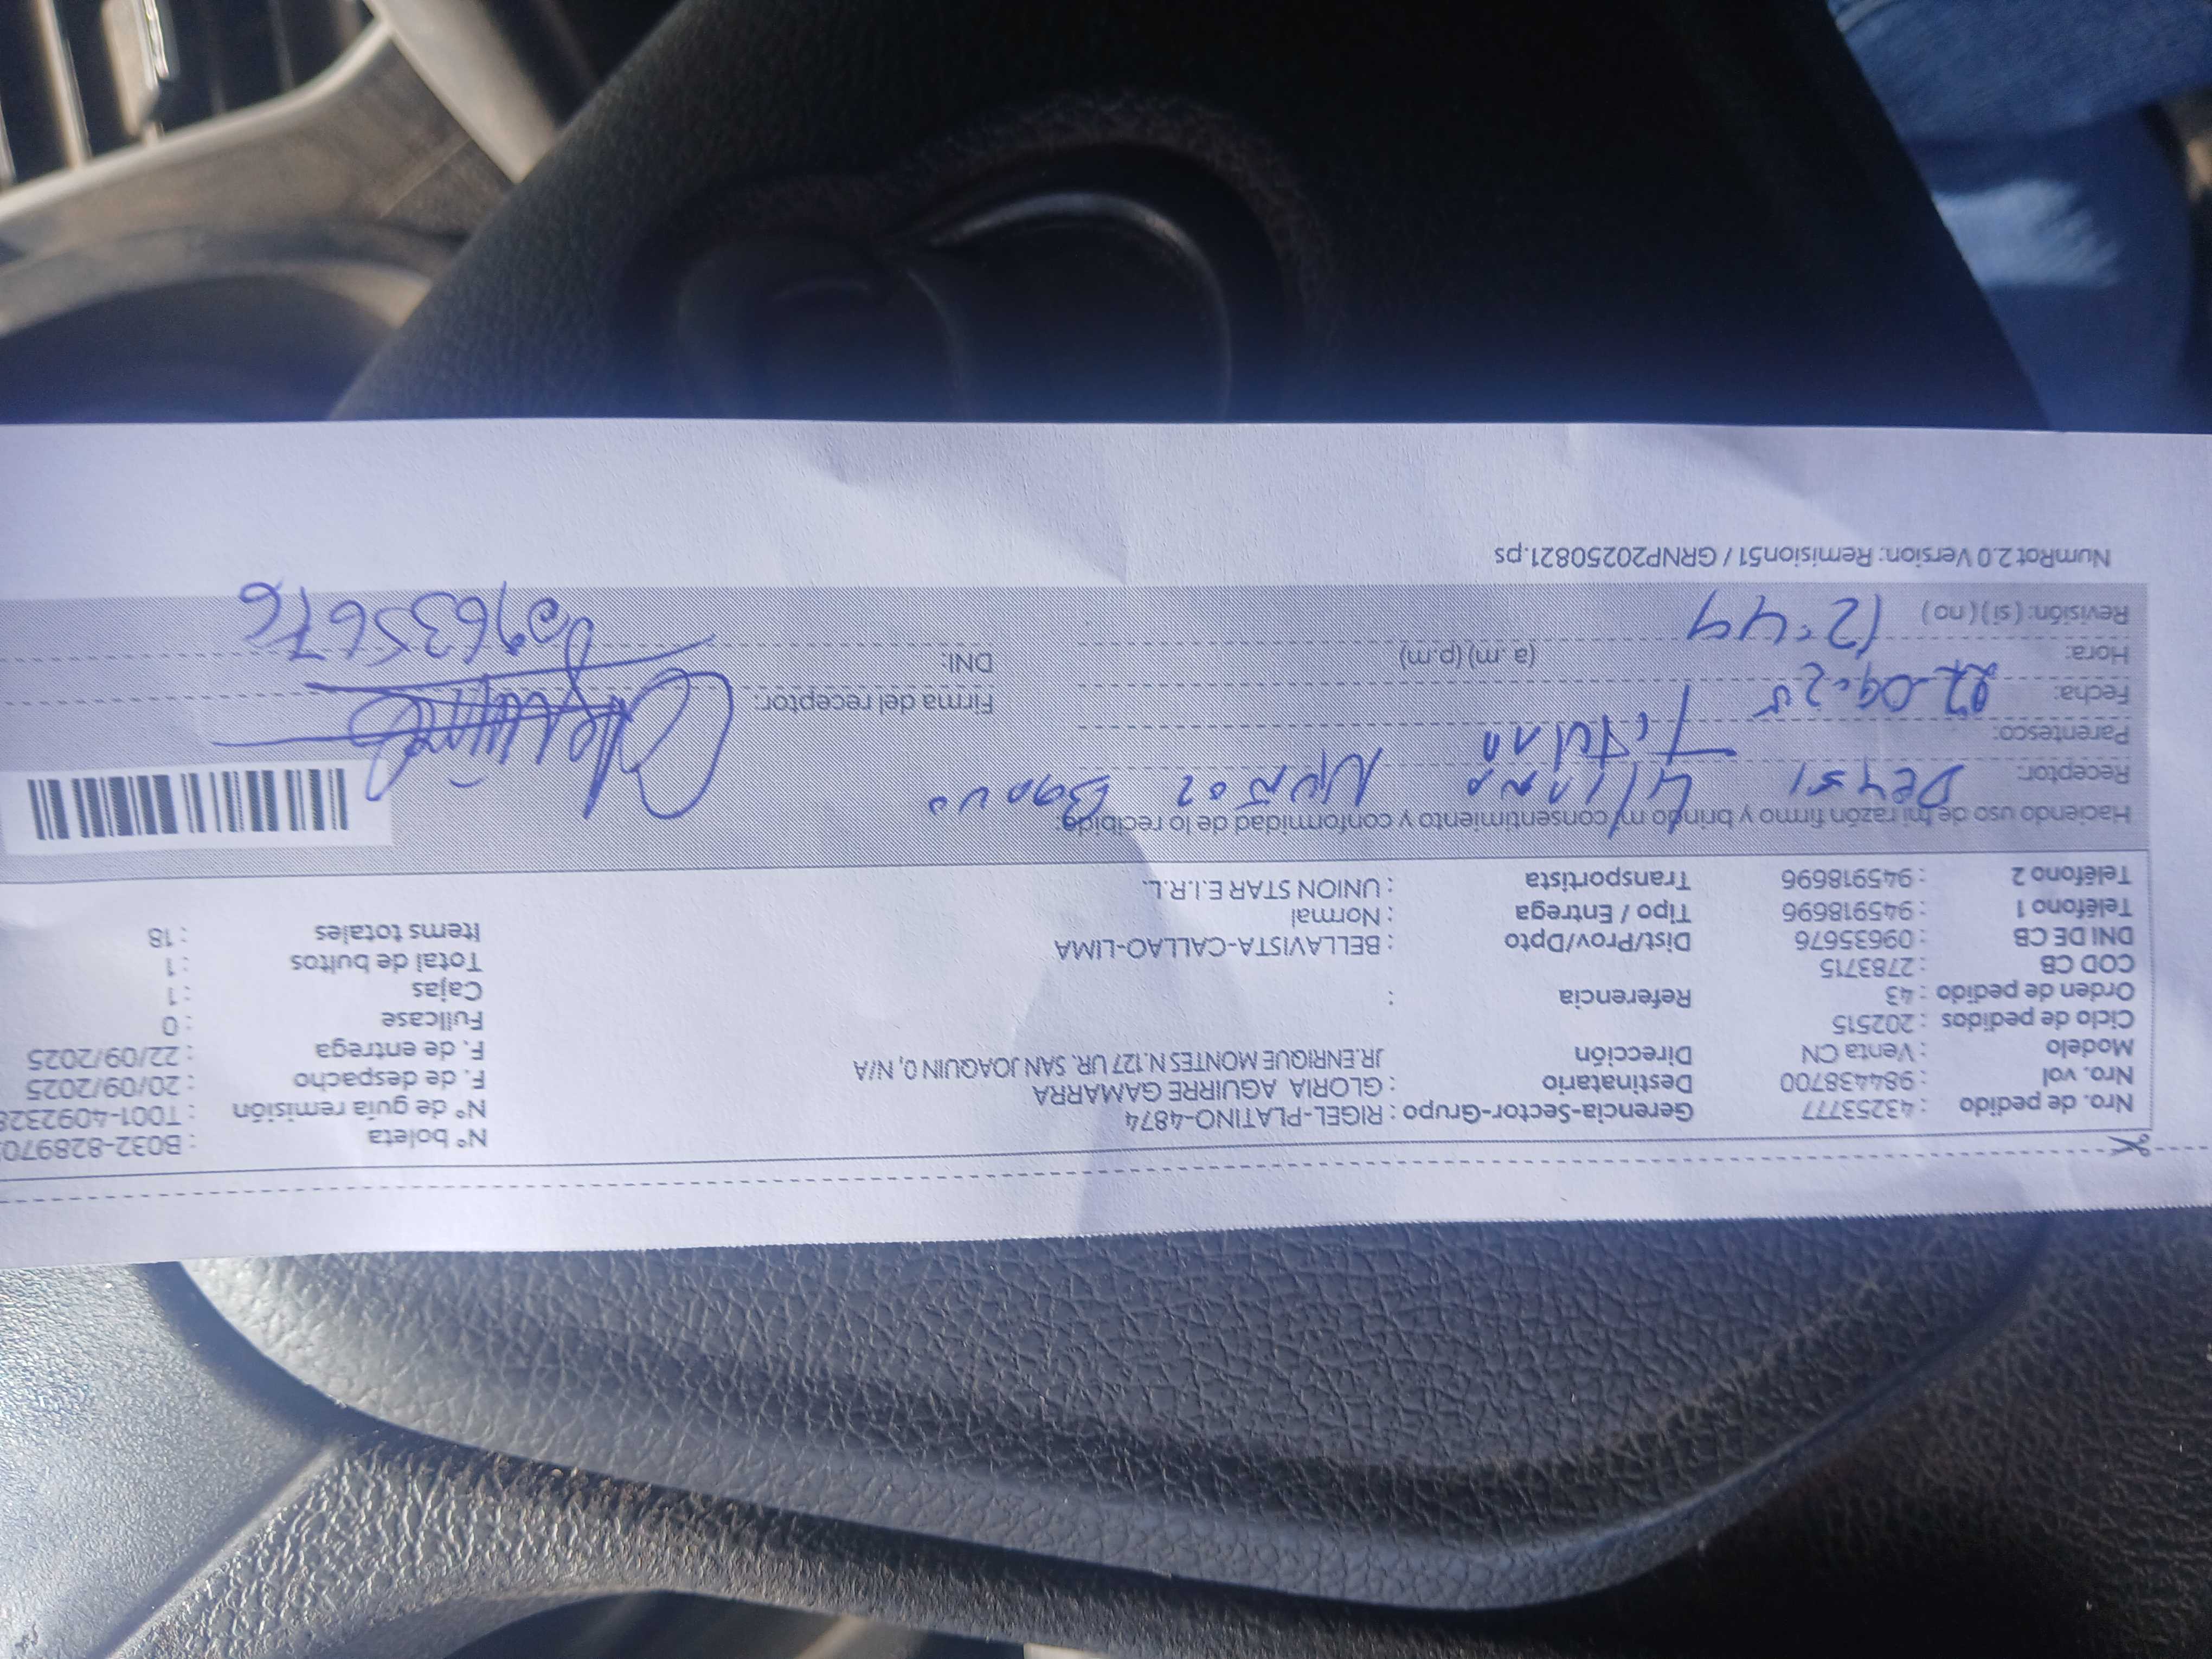 Nro. de pedido : 43253777 Gerencia-Sector-Grupo : RIGEL-PLATINO-4874 N° boleta : B032-828970
Nro. vol : 984438700 Destinatario : GLORIA AGUIRRE GAMARRA N° de guía remisión : T001-4092328
Modelo : Venta CN Dirección JR.ENRIQUE MONTES N.127 UR. SAN JOAQUIN 0, N/A F. de despacho : 20/09/2025
Ciclo de pedidos : 202515 F. de entrega : 22/09/2025
Orden de pedido : 43 Referencia : Fullcase : 0
COD CB : 2783715 Cajas : 1
DNI DE CB : 09635676 Dist/Prov/Dpto : BELLAVISTA-CALLAO-LIMA Total de bultos : 1
Teléfono 1 : 945918696 Tipo / Entrega : Normal Items totales : 18
Teléfono 2 : 945918696 Transportista : UNION STAR E.I.R.L.
Haciendo uso de mi razón firmo y brindo mi consentimiento y conformidad de lo recibido:
Receptor: Deysi Liliana Muñoz
Parentesco: Titular
Fecha: 22-09-25 Firma del receptor:
Hora: 12:44 (a .m) (p.m) DNI: 09635676
Revisión: ( si ) ( no )
NumRot 2.0 Version: Remision51 / GRNP20250821.ps